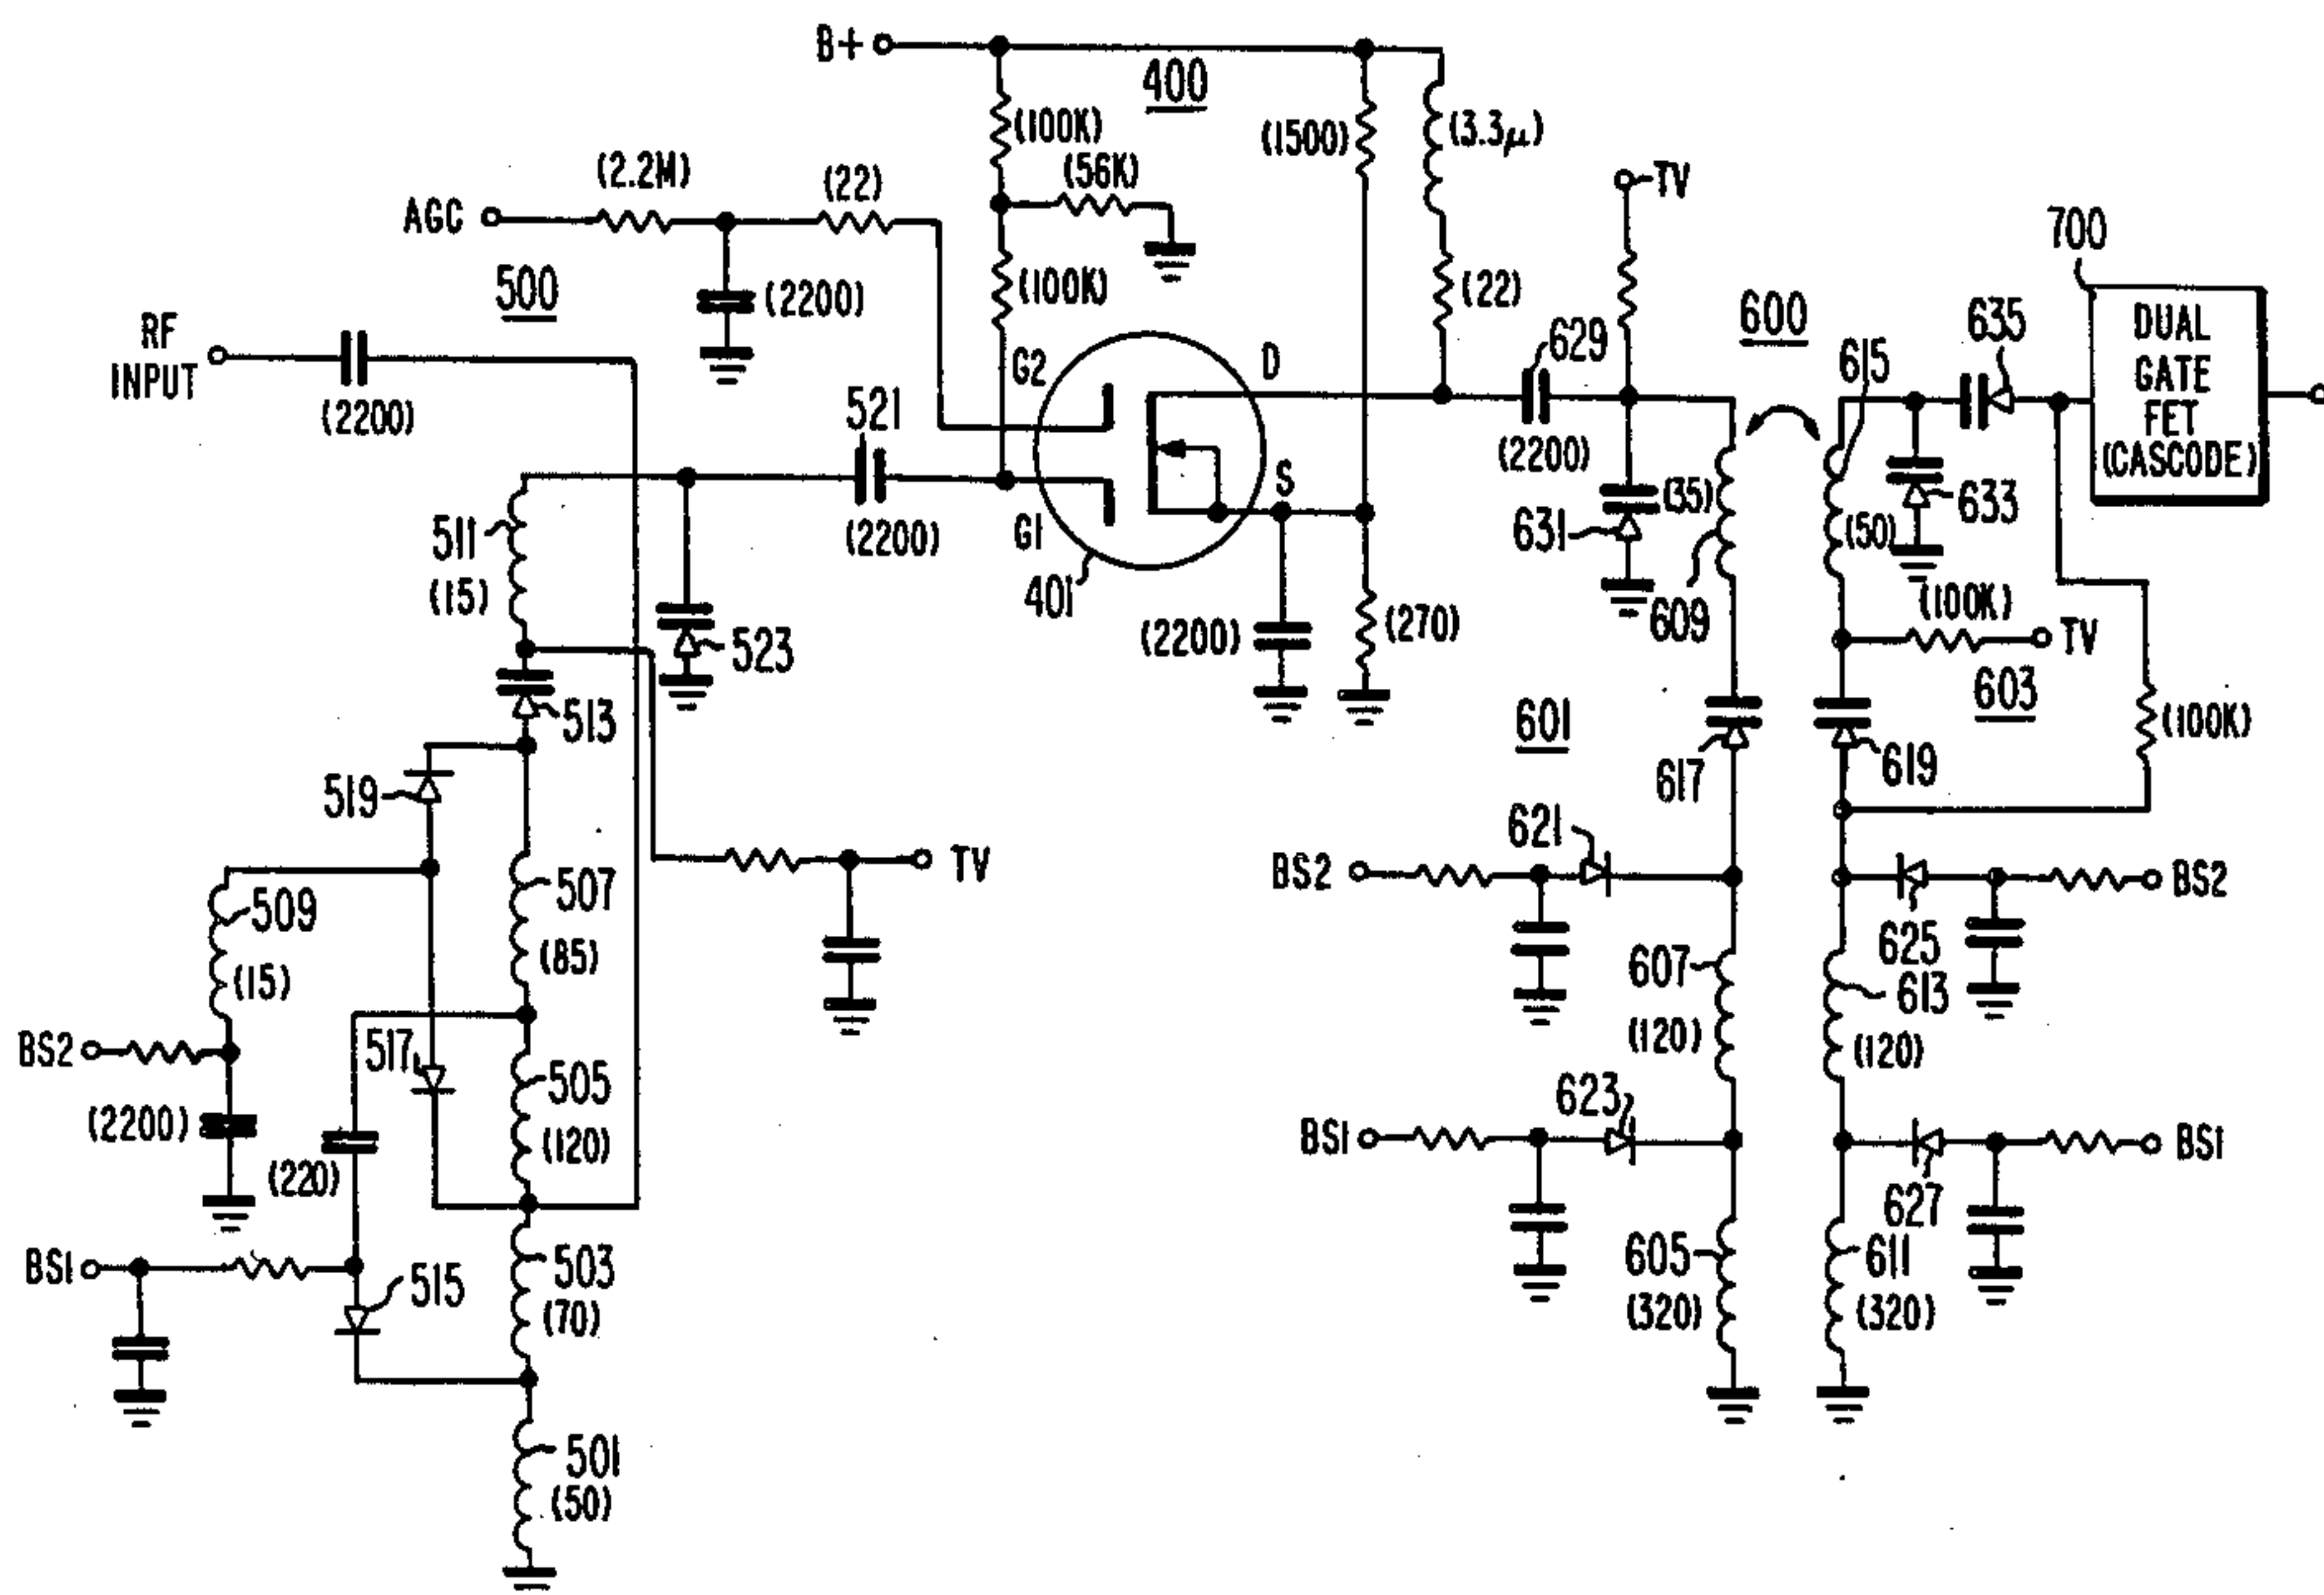 B+
400
(100K)
(1500)
(3.3μ)
(2.2M)
(22)
(56K)
TV
AGC
700
500
(2200)
(100K)
(22)
600
635
DUAL
GATE
FET
(CASCODE)
RF
INPUT
629
615
(2200)
G2
D
521
(2200)
S
(35)
633
511
(2200)
G1
631
(50)
(15)
401
609
(100K)
523
(2200)
(270)
TV
603
513
601
(100K)
617
619
519
621
TV
BS2
BS2
507
509
(85)
607
625
613
(15)
(120)
(120)
BS2
517
505
623
(2200)
(120)
BS1
BS1
(220)
627
503
605
611
BS1
515
(70)
(320)
(320)
501
(50)